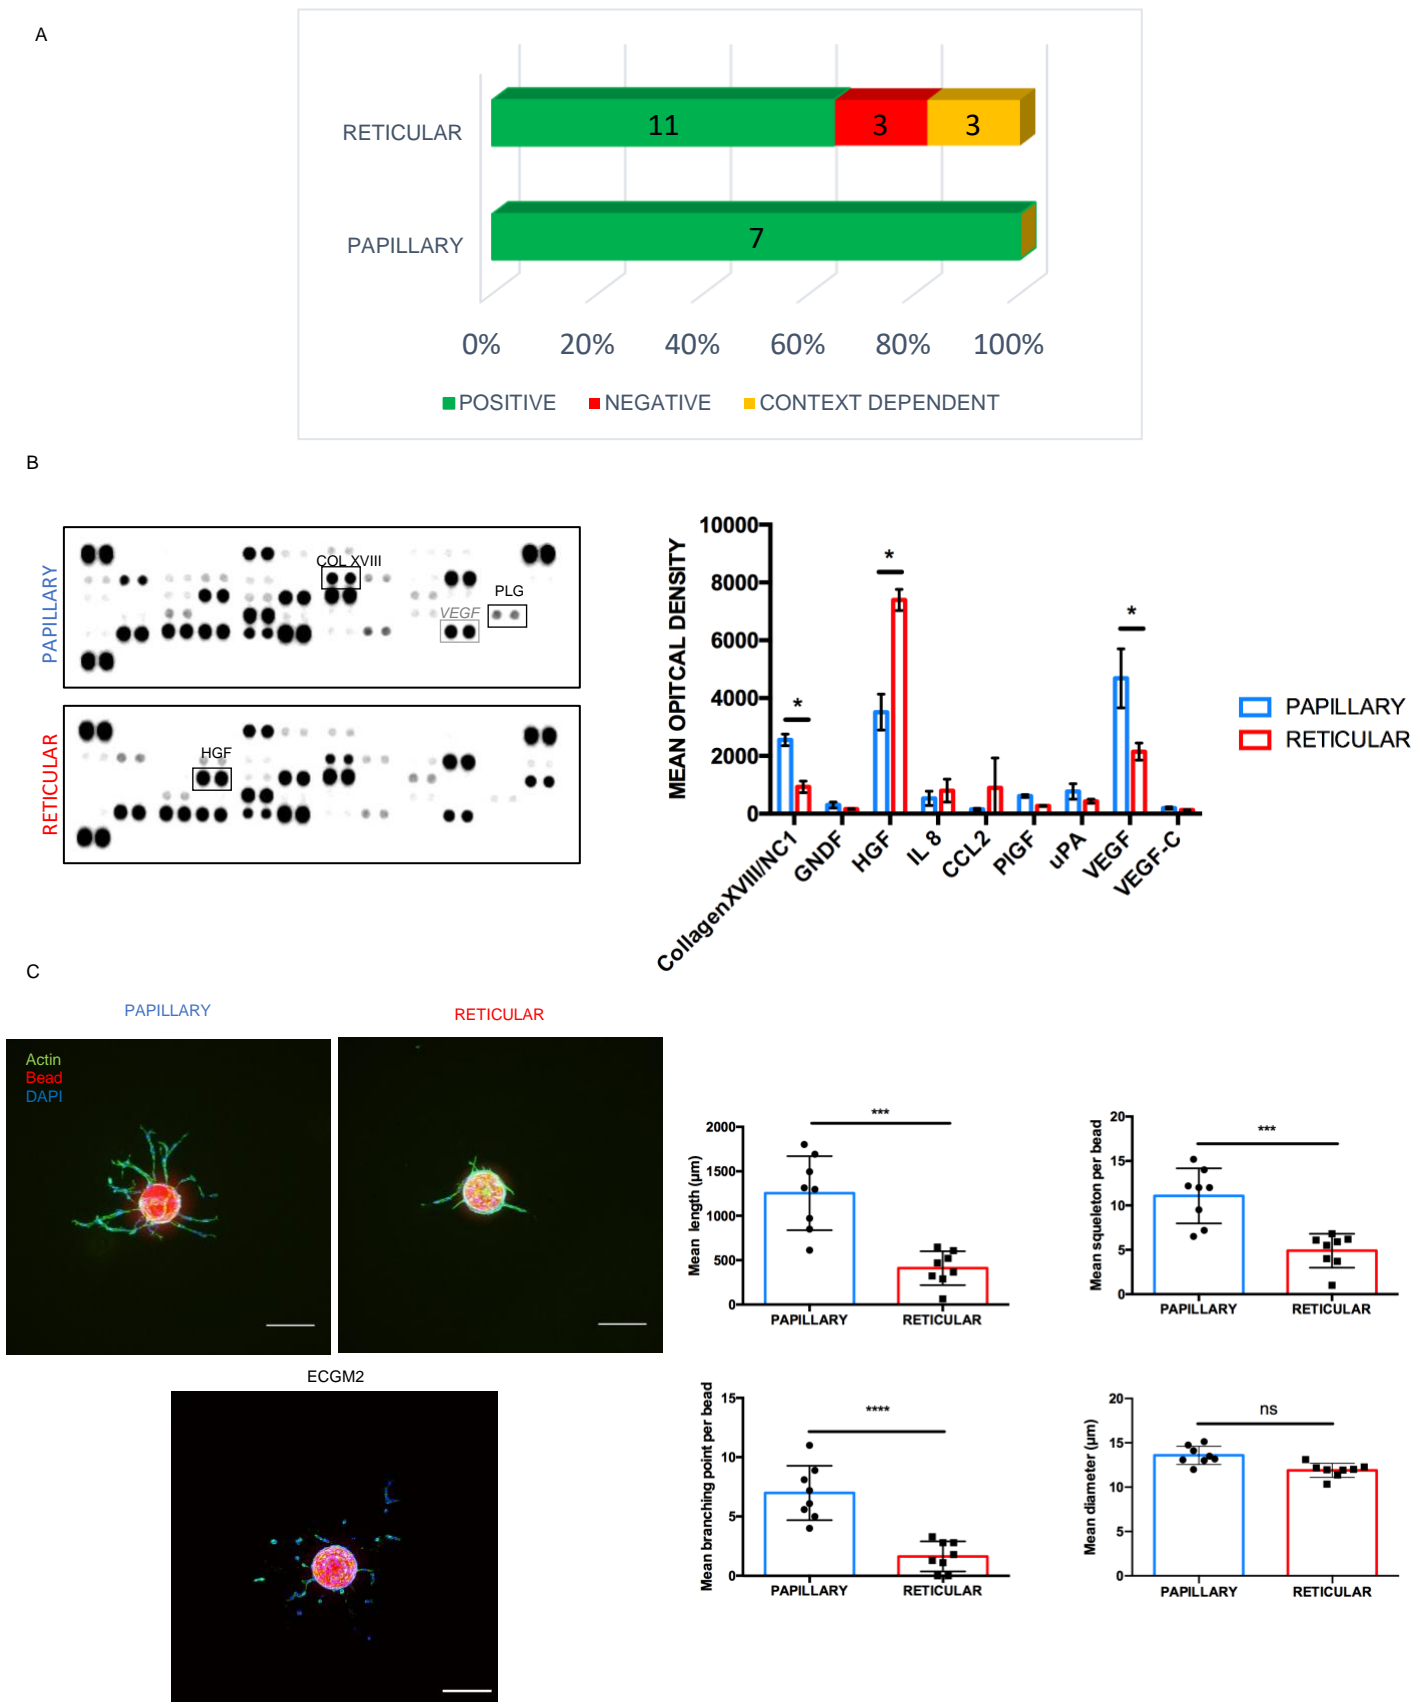 A
RETICULAR
11
3
3
PAPILLARY
7
0%
20%
40%
60%
80%
100%
POSITIVE
NEGATIVE
CONTEXT DEPENDENT
B
PAPILLARY
COL XVIII
PLG
VEGF
RETICULAR
HGF
MEAN OPITCAL DENSITY
10000
8000
6000
4000
2000
0
*
*
*
CollagenXVIII/NC1
GNDF
HGF
IL 8
CCL2
PlGF
uPA
VEGF
VEGF-C
PAPILLARY
RETICULAR
C
PAPILLARY
RETICULAR
Actin
Bead
DAPI
ECGM2
Mean length (µm)
2000
1500
1000
500
0
***
PAPILLARY
RETICULAR
Mean squeleton per bead
20
15
10
5
0
***
PAPILLARY
RETICULAR
Mean branching point per bead
15
10
5
0
****
PAPILLARY
RETICULAR
Mean diameter (µm)
20
15
10
5
0
ns
PAPILLARY
RETICULAR